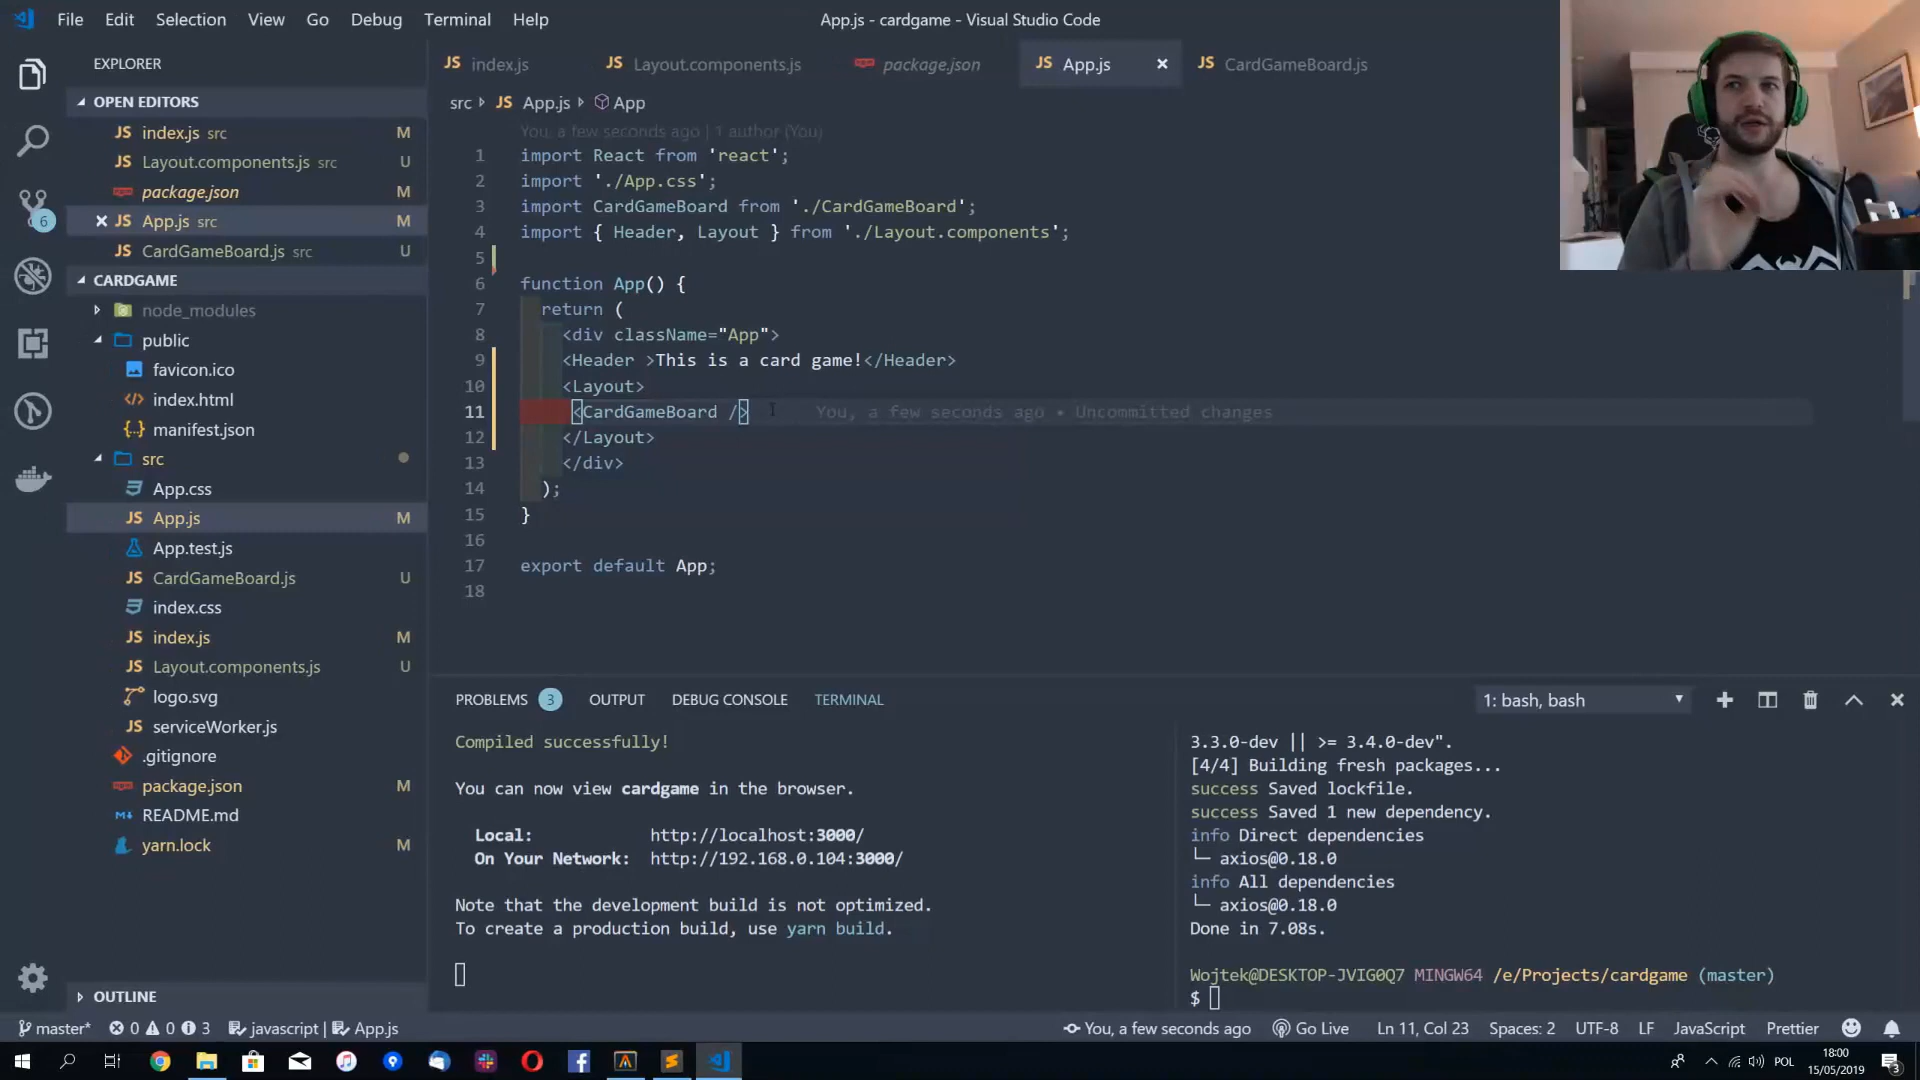 File Edit Selection View Go Debug Terminal Help
App.js - cardgame - Visual Studio Code
EXPLORER
OPEN EDITORS
JS index.js src M
JS Layout.components.js src U
package.json M
JS App.js src M
JS CardGameBoard.js src U
CARDGAME
node_modules
public
favicon.ico
index.html
manifest.json
src
App.css
JS App.js M
App.test.js
JS CardGameBoard.js U
index.css
JS index.js M
JS Layout.components.js U
logo.svg
JS serviceWorker.js
.gitignore
package.json M
README.md
yarn.lock M
OUTLINE
6
JS index.js JS Layout.components.js package.json JS App.js JS CardGameBoard.js
src JS App.js App
You, a few seconds ago | 1 author (You)
1 import React from 'react';
2 import './App.css';
3 import CardGameBoard from './CardGameBoard';
4 import { Header, Layout } from './Layout.components';
5
6 function App() {
7 return (
8 <div className="App">
9 <Header >This is a card game!</Header>
10 <Layout>
11 <CardGameBoard /> You, a few seconds ago • Uncommitted changes
12 </Layout>
13 </div>
14 );
15 }
16
17 export default App;
18
PROBLEMS 3 OUTPUT DEBUG CONSOLE TERMINAL
1: bash, bash
Compiled successfully!
You can now view cardgame in the browser.
Local: http://localhost:3000/
On Your Network: http://192.168.0.104:3000/
Note that the development build is not optimized.
To create a production build, use yarn build.
3.3.0-dev || >= 3.4.0-dev".
[4/4] Building fresh packages...
success Saved lockfile.
success Saved 1 new dependency.
info Direct dependencies
└─ axios@0.18.0
info All dependencies
└─ axios@0.18.0
Done in 7.08s.
Wojtek@DESKTOP-JVIG0Q7 MINGW64 /e/Projects/cardgame (master)
$
master* 0 0 3 javascript | App.js
You, a few seconds ago Go Live Ln 11, Col 23 Spaces: 2 UTF-8 LF JavaScript Prettier
POL
18:00
15/05/2019
3